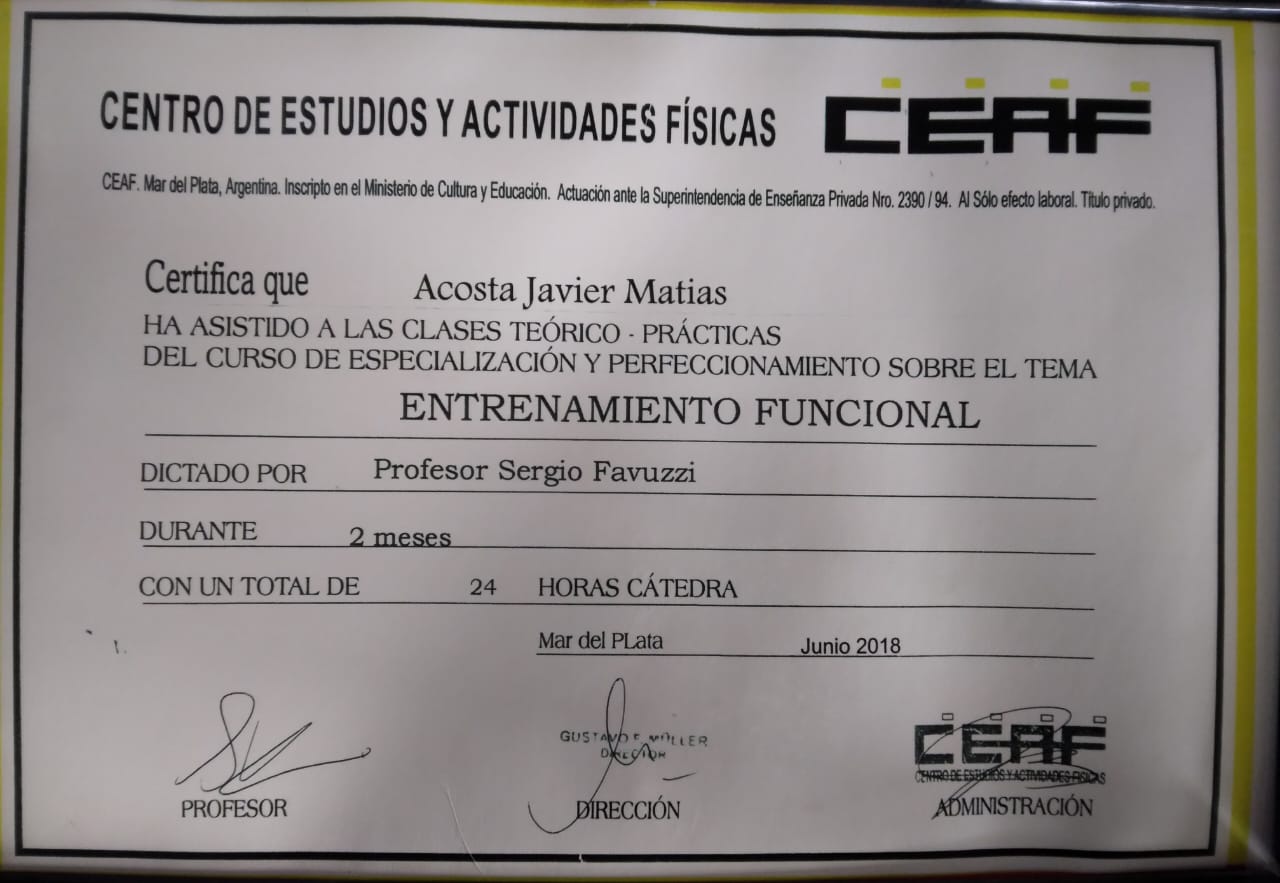 CENTRO DE ESTUDIOS Y ACTIVIDADES FÍSICAS CEAF
CEAF. Mar del Plata, Argentina. Inscripto en el Ministerio de Cultura y Educación. Actuación ante la Superintendencia de Enseñanza Privada Nro. 2390 / 94. Al Sólo efecto laboral. Título privado.
Certifica que Acosta Javier Matias
HA ASISTIDO A LAS CLASES TEÓRICO - PRÁCTICAS
DEL CURSO DE ESPECIALIZACIÓN Y PERFECCIONAMIENTO SOBRE EL TEMA
ENTRENAMIENTO FUNCIONAL
DICTADO POR Profesor Sergio Favuzzi
DURANTE 2 meses
CON UN TOTAL DE 24 HORAS CÁTEDRA
Mar del PLata Junio 2018
GUSTAVO F. MÜLLER
DIRECTOR
CEAF
CENTRO DE ESTUDIOS Y ACTIVIDADES FISICAS
PROFESOR DIRECCIÓN ADMINISTRACIÓN